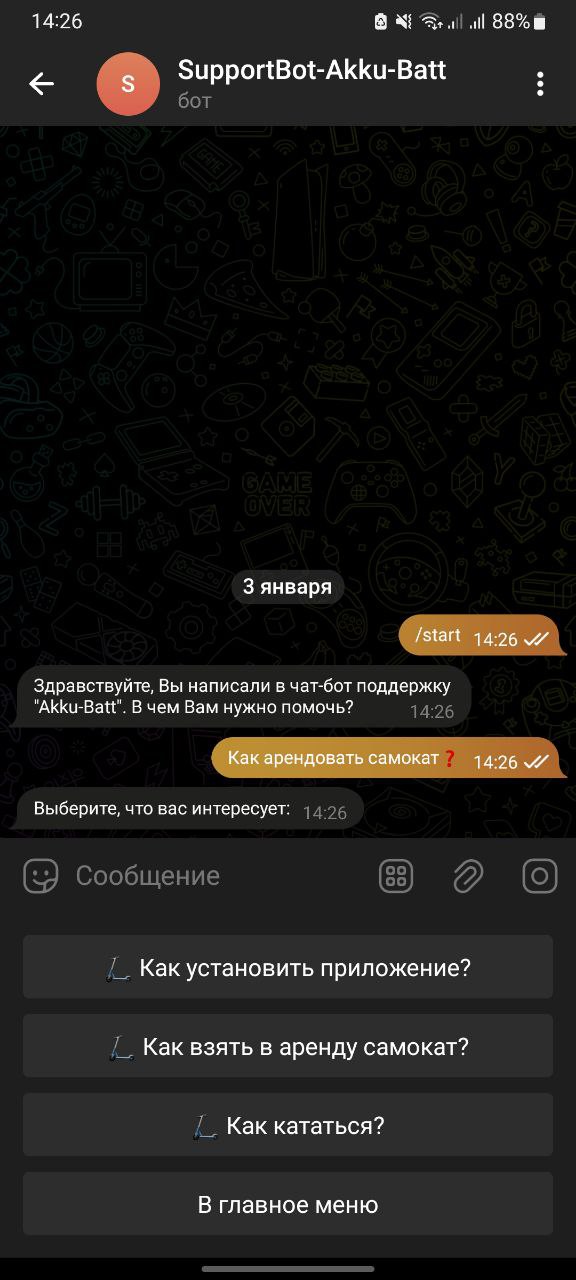 14:26
88%
S
SupportBot-Akku-Batt
бот
GAME
OVER
3 января
/start 14:26
Здравствуйте, Вы написали в чат-бот поддержку
"Akku-Batt". В чем Вам нужно помочь?
14:26
Как арендовать самокат❓ 14:26
Выберите, что вас интересует: 14:26
Сообщение
🛴 Как установить приложение?
🛴 Как взять в аренду самокат?
🛴 Как кататься?
В главное меню